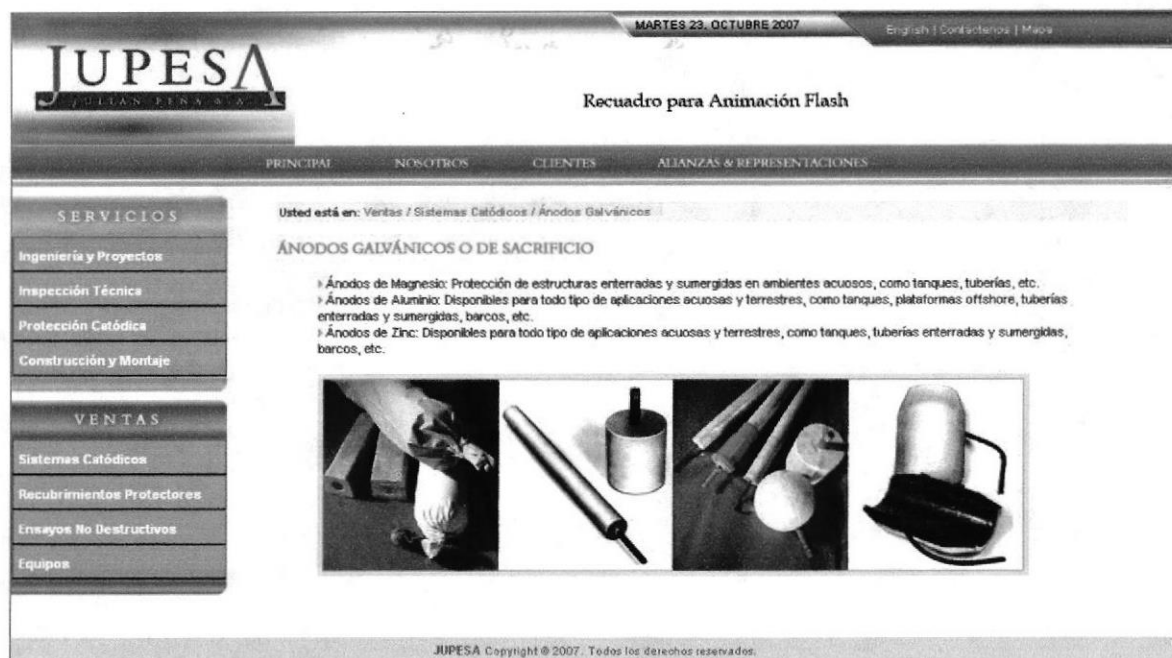 MARTES 23, OCTUBRE 2007
English | Contáctenos | Mapa
JUPESA
JULIAN PEÑA S.A.
Recuadro para Animación Flash
PRINCIPAL NOSOTROS CLIENTES ALIANZAS & REPRESENTACIONES
SERVICIOS
Ingeniería y Proyectos
Inspección Técnica
Protección Catódica
Construcción y Montaje
VENTAS
Sistemas Catódicos
Recubrimientos Protectores
Ensayos No Destructivos
Equipos
Usted está en: Ventas / Sistemas Catódicos / Ánodos Galvánicos
ÁNODOS GALVÁNICOS O DE SACRIFICIO
Ánodos de Magnesio: Protección de estructuras enterradas y sumergidas en ambientes acuosos, como tanques, tuberías, etc.
Ánodos de Aluminio: Disponibles para todo tipo de aplicaciones acuosas y terrestres, como tanques, plataformas offshore, tuberías
enterradas y sumergidas, barcos, etc.
Ánodos de Zinc: Disponibles para todo tipo de aplicaciones acuosas y terrestres, como tanques, tuberías enterradas y sumergidas,
barcos, etc.
JUPESA Copyright © 2007. Todos los derechos reservados.